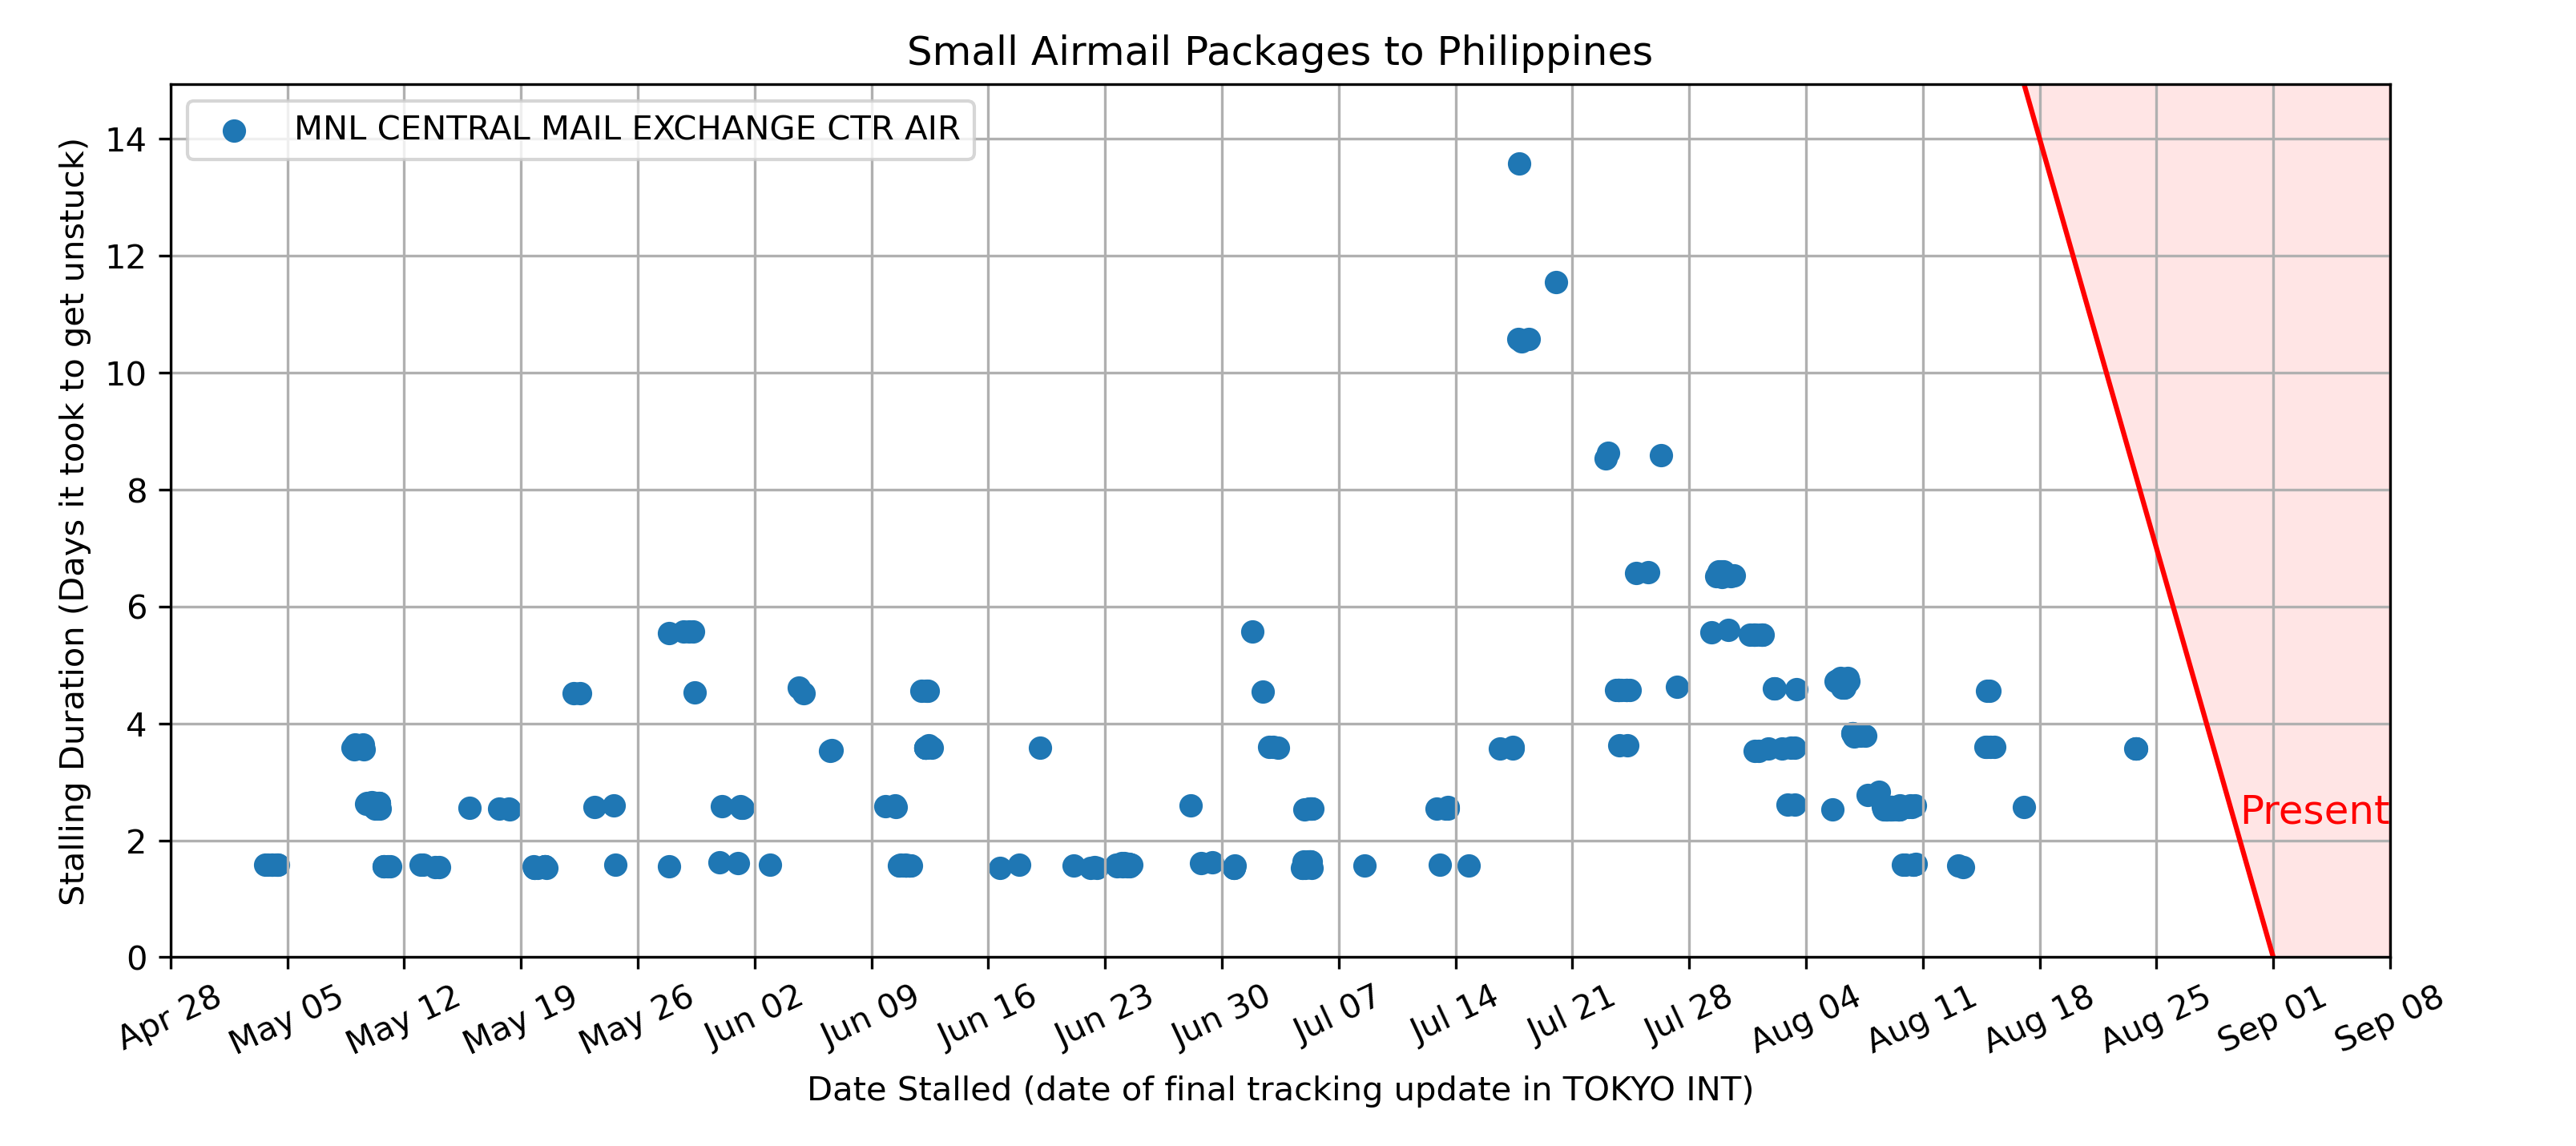 Small Airmail Packages to Philippines
MNL CENTRAL MAIL EXCHANGE CTR AIR
Stalling Duration (Days it took to get unstuck)
14
12
10
8
6
4
2
0
Present
Apr 28
May 05
May 12
May 19
May 26
Jun 02
Jun 09
Jun 16
Jun 23
Jun 30
Jul 07
Jul 14
Jul 21
Jul 28
Aug 04
Aug 11
Aug 18
Aug 25
Sep 01
Sep 08
Date Stalled (date of final tracking update in TOKYO INT)